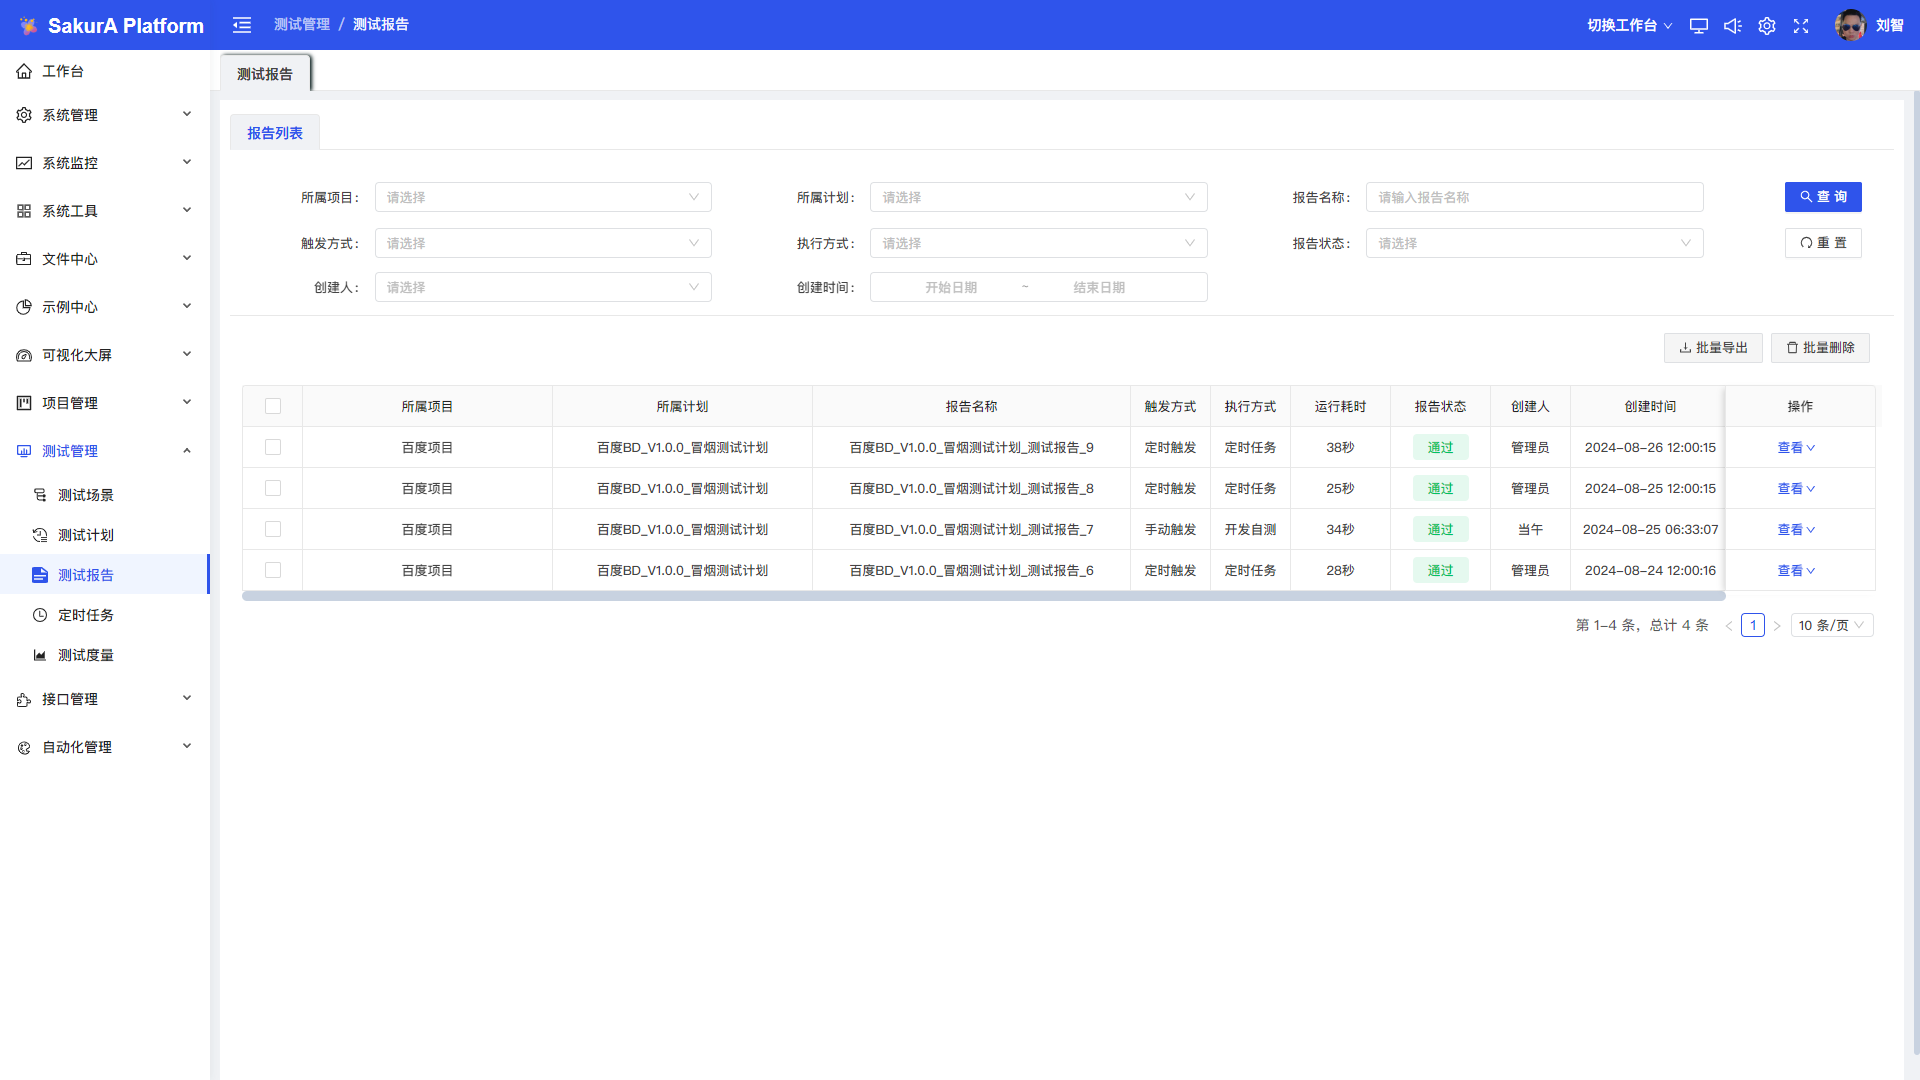 SakurA Platform
测试管理 / 测试报告
切换工作台
刘智
工作台
系统管理
系统监控
系统工具
文件中心
示例中心
可视化大屏
项目管理
测试管理
测试场景
测试计划
测试报告
定时任务
测试度量
接口管理
自动化管理
测试报告
报告列表
所属项目： 请选择 所属计划： 请选择 报告名称： 请输入报告名称 查 询
触发方式： 请选择 执行方式： 请选择 报告状态： 请选择 重 置
创建人： 请选择 创建时间： 开始日期 ~ 结束日期
批量导出 批量删除
所属项目 所属计划 报告名称 触发方式 执行方式 运行耗时 报告状态 创建人 创建时间 操作
百度项目 百度BD_V1.0.0_冒烟测试计划 百度BD_V1.0.0_冒烟测试计划_测试报告_9 定时触发 定时任务 38秒 通过 管理员 2024-08-26 12:00:15 查看
百度项目 百度BD_V1.0.0_冒烟测试计划 百度BD_V1.0.0_冒烟测试计划_测试报告_8 定时触发 定时任务 25秒 通过 管理员 2024-08-25 12:00:15 查看
百度项目 百度BD_V1.0.0_冒烟测试计划 百度BD_V1.0.0_冒烟测试计划_测试报告_7 手动触发 开发自测 34秒 通过 当午 2024-08-25 06:33:07 查看
百度项目 百度BD_V1.0.0_冒烟测试计划 百度BD_V1.0.0_冒烟测试计划_测试报告_6 定时触发 定时任务 28秒 通过 管理员 2024-08-24 12:00:16 查看
第 1-4 条，总计 4 条 < 1 > 10 条/页